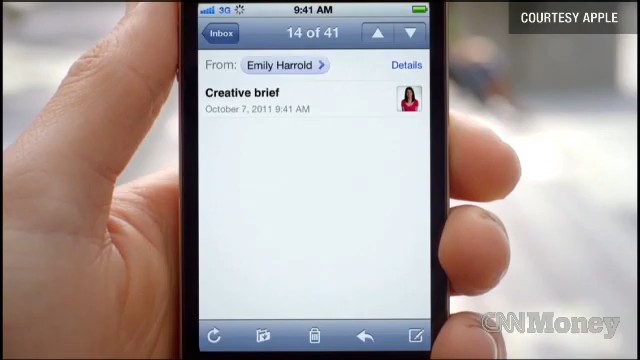 COURTESY APPLE
3G 9:41 AM
Inbox 14 of 41
From: Emily Harrold Details
Creative brief
October 7, 2011 9:41 AM
CNNMoney